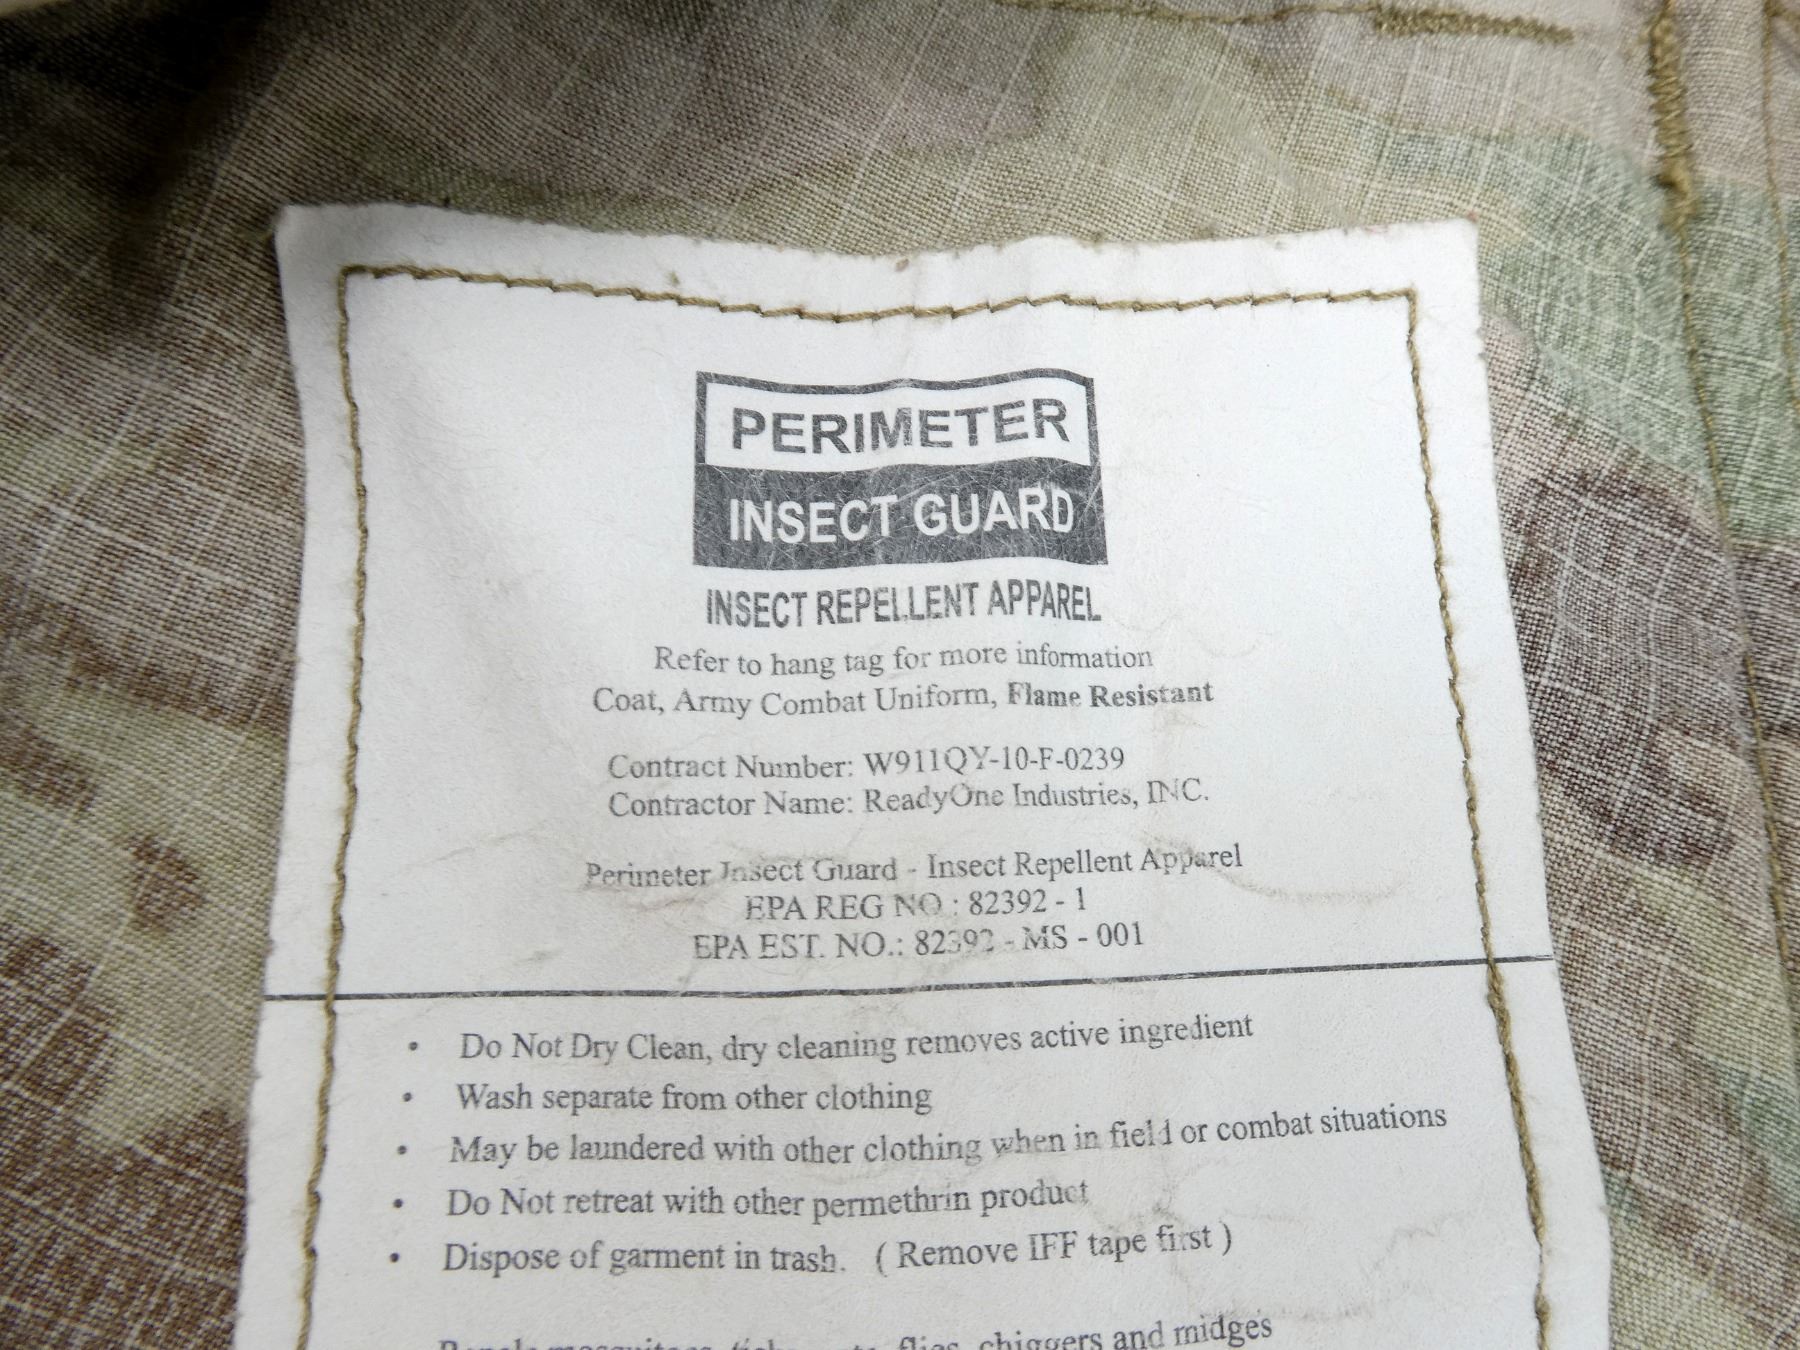 PERIMETER
INSECT GUARD
INSECT REPELLENT APPAREL
Refer to hang tag for more information
Coat, Army Combat Uniform, Flame Resistant
Contract Number: W911QY-10-F-0239
Contractor Name: ReadyOne Industries, INC.
Perimeter Insect Guard - Insect Repellent Apparel
EPA REG NO : 82392 - 1
EPA EST. NO.: 82392 - MS - 001
• Do Not Dry Clean, dry cleaning removes active ingredient
• Wash separate from other clothing
• May be laundered with other clothing when in field or combat situations
• Do Not retreat with other permethrin product
• Dispose of garment in trash. ( Remove IFF tape first )
flies, chiggers and midges